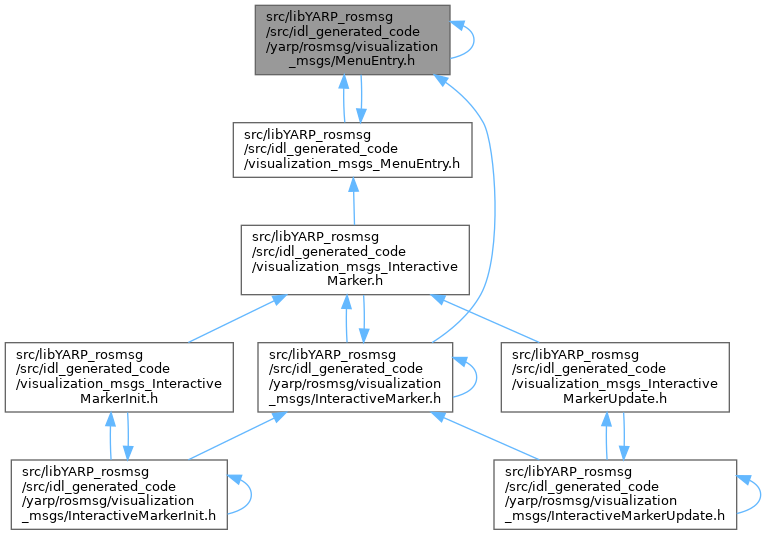 src/libYARP_rosmsg
/src/idl_generated_code
/yarp/rosmsg/visualization
_msgs/MenuEntry.h
src/libYARP_rosmsg
/src/idl_generated_code
/visualization_msgs_MenuEntry.h
src/libYARP_rosmsg
/src/idl_generated_code
/visualization_msgs_Interactive
Marker.h
src/libYARP_rosmsg
/src/idl_generated_code
/visualization_msgs_Interactive
MarkerInit.h
src/libYARP_rosmsg
/src/idl_generated_code
/yarp/rosmsg/visualization
_msgs/InteractiveMarker.h
src/libYARP_rosmsg
/src/idl_generated_code
/visualization_msgs_Interactive
MarkerUpdate.h
src/libYARP_rosmsg
/src/idl_generated_code
/yarp/rosmsg/visualization
_msgs/InteractiveMarkerInit.h
src/libYARP_rosmsg
/src/idl_generated_code
/yarp/rosmsg/visualization
_msgs/InteractiveMarkerUpdate.h